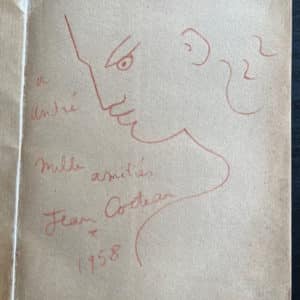 a
André
mille amitiés
Jean Cocteau
*
1958